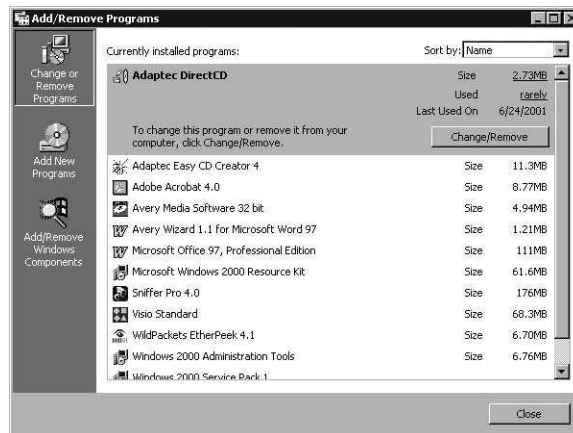 Add/Remove Programs
Change or
Remove
Programs
Add New
Programs
Add/Remove
Windows
Components
Currently installed programs:
Sort by: Name
Adaptec DirectCD
Size 2.73MB
Used rarely
Last Used On 6/24/2001
To change this program or remove it from your
computer, click Change/Remove.
Change/Remove
Adaptec Easy CD Creator 4 Size 11.3MB
Adobe Acrobat 4.0 Size 8.77MB
Avery Media Software 32 bit Size 4.94MB
Avery Wizard 1.1 for Microsoft Word 97 Size 1.21MB
Microsoft Office 97, Professional Edition Size 111MB
Microsoft Windows 2000 Resource Kit Size 61.6MB
Sniffer Pro 4.0 Size 176MB
Visio Standard Size 68.3MB
WildPackets EtherPeek 4.1 Size 6.70MB
Windows 2000 Administration Tools Size 6.76MB
Windows 2000 Service Pack 1
Close